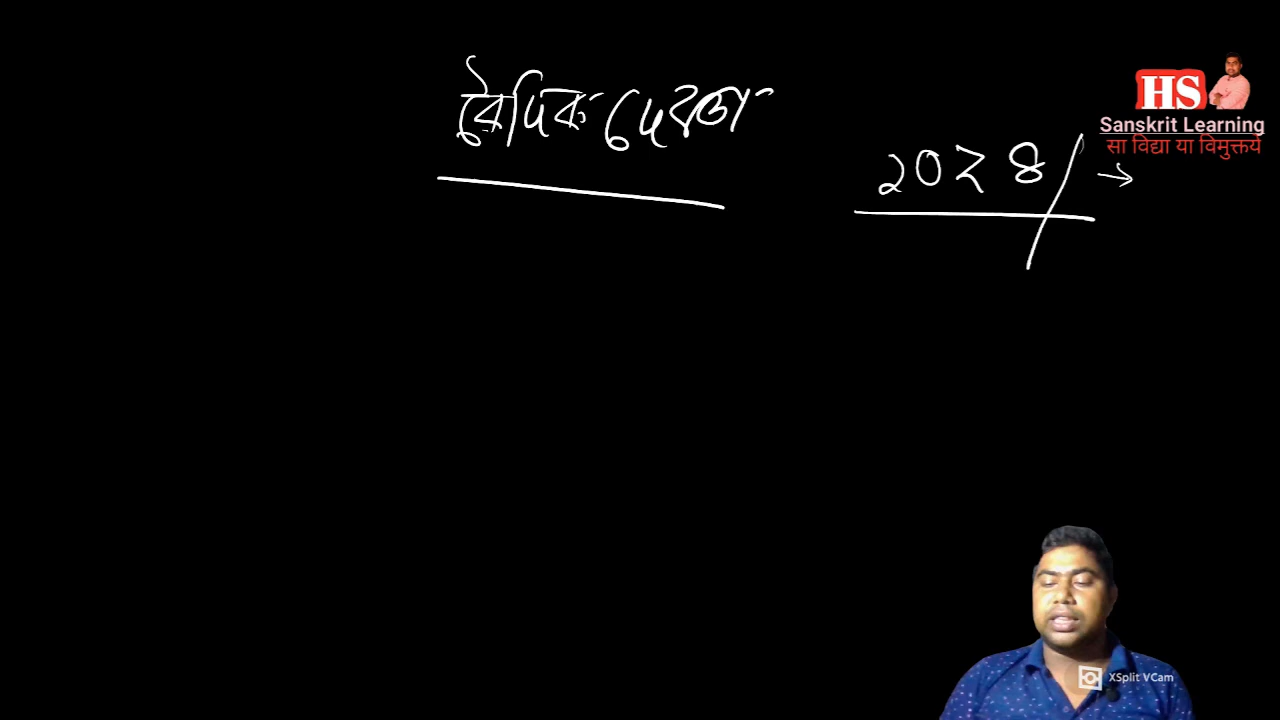 বৈদিক দেবতা
HS
Sanskrit Learning
सा विद्या या विमुक्तये
২০২৪ / →
XSplit VCam